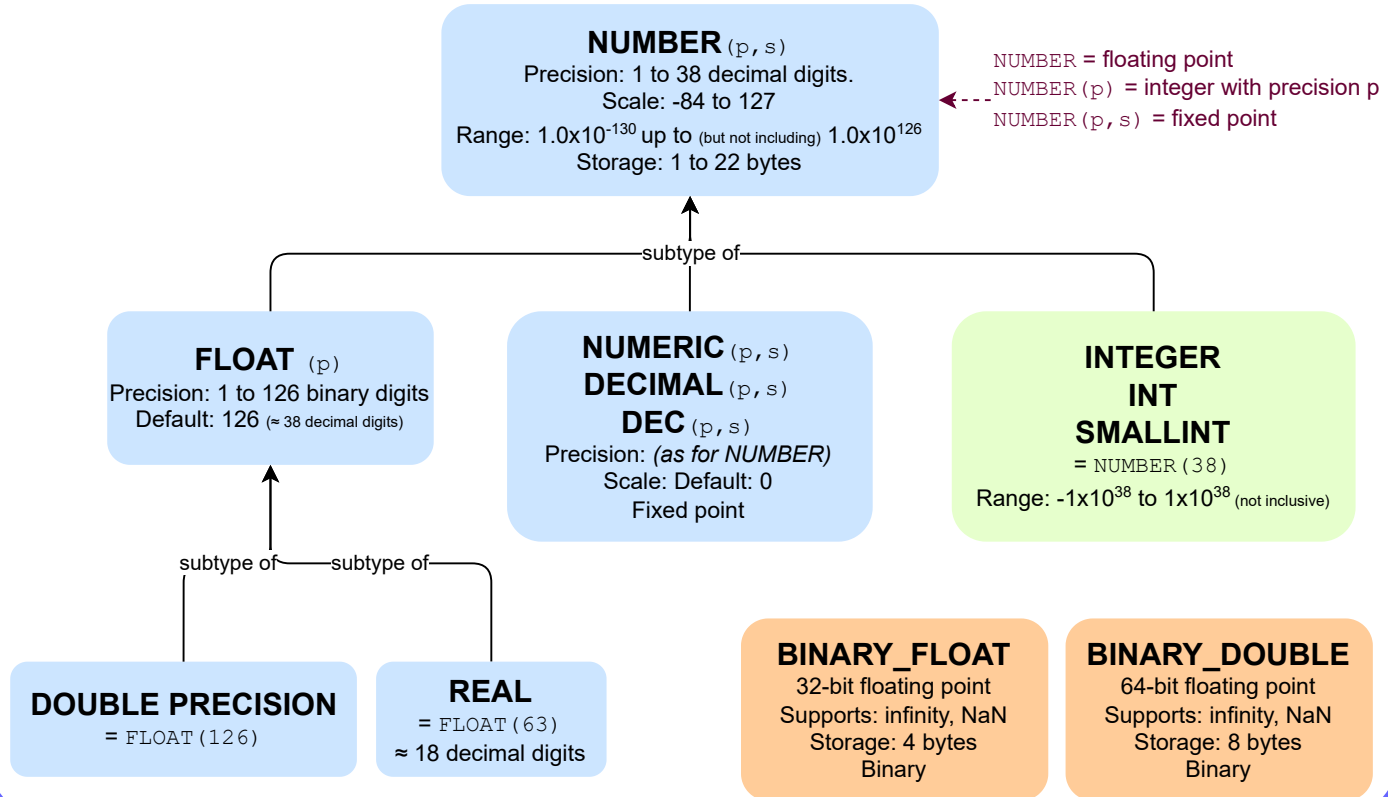 NUMBER(p,s)
Precision: 1 to 38 decimal digits.
Scale: -84 to 127
Range: 1.0x10⁻¹³⁰ up to (but not including) 1.0x10¹²⁶
Storage: 1 to 22 bytes
NUMBER = floating point
NUMBER(p) = integer with precision p
NUMBER(p,s) = fixed point
subtype of
FLOAT (p)
Precision: 1 to 126 binary digits
Default: 126 (≈ 38 decimal digits)
NUMERIC(p,s)
DECIMAL(p,s)
DEC(p,s)
Precision: (as for NUMBER)
Scale: Default: 0
Fixed point
INTEGER
INT
SMALLINT
= NUMBER(38)
Range: -1x10³⁸ to 1x10³⁸ (not inclusive)
subtype of
subtype of
DOUBLE PRECISION
= FLOAT(126)
REAL
= FLOAT(63)
≈ 18 decimal digits
BINARY_FLOAT
32-bit floating point
Supports: infinity, NaN
Storage: 4 bytes
Binary
BINARY_DOUBLE
64-bit floating point
Supports: infinity, NaN
Storage: 8 bytes
Binary